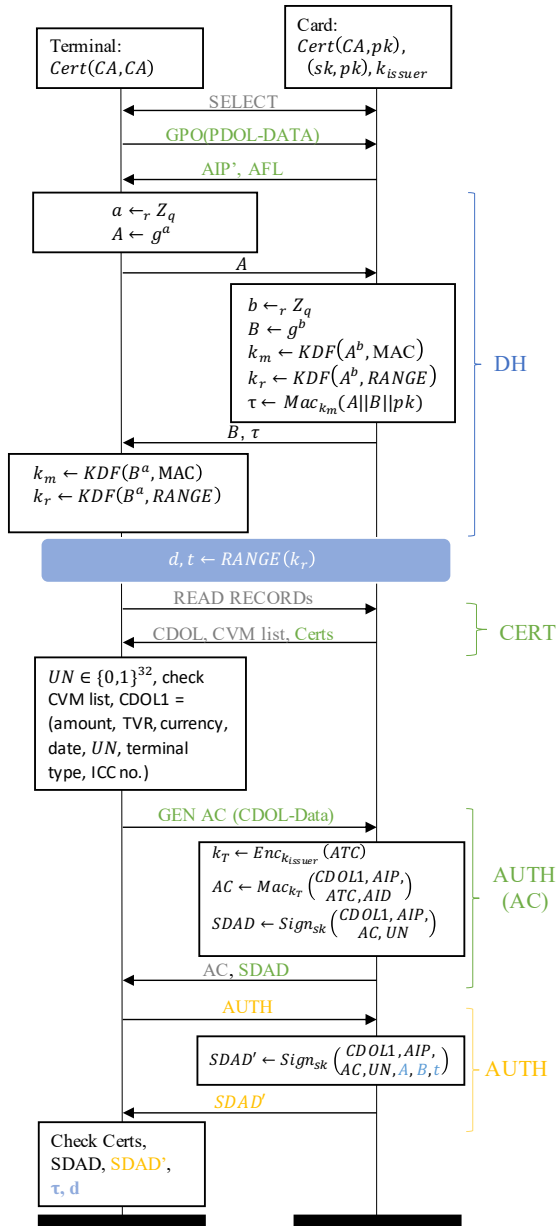 Terminal:
Cert(CA,CA)
Card:
Cert(CA,pk),
(sk,pk), k_issuer
SELECT
GPO(PDOL-DATA)
AIP', AFL
a ←_r Z_q
A ← g^a
A
b ←_r Z_q
B ← g^b
k_m ← KDF(A^b, MAC)
k_r ← KDF(A^b, RANGE)
τ ← Mac_{k_m}(A||B||pk)
DH
B, τ
k_m ← KDF(B^a, MAC)
k_r ← KDF(B^a, RANGE)
d, t ← RANGE(k_r)
READ RECORDs
CERT
CDOL, CVM list, Certs
UN ∈ {0,1}^32, check
CVM list, CDOL1 =
(amount, TVR, currency,
date, UN, terminal
type, ICC no.)
GEN AC (CDOL-Data)
k_T ← Enc_{k_issuer}(ATC)
AC ← Mac_{k_T}(CDOL1, AIP,
ATC, AID)
SDAD ← Sign_sk(CDOL1, AIP,
AC, UN)
AUTH
(AC)
AC, SDAD
AUTH
SDAD' ← Sign_sk(CDOL1, AIP,
AC, UN, A, B, t)
AUTH
SDAD'
Check Certs,
SDAD, SDAD',
τ, d